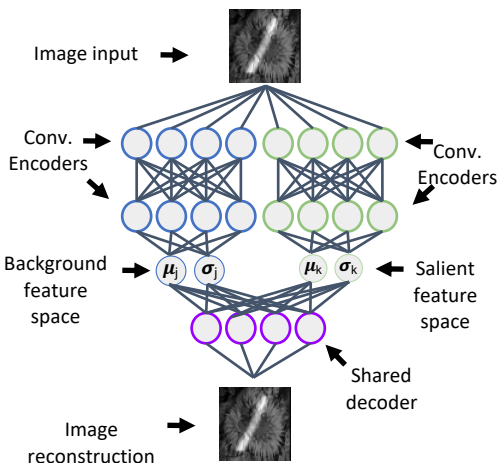 Image input
Conv.
Encoders
Conv.
Encoders
Background
feature
space
μj
σj
μk
σk
Salient
feature
space
Shared
decoder
Image
reconstruction